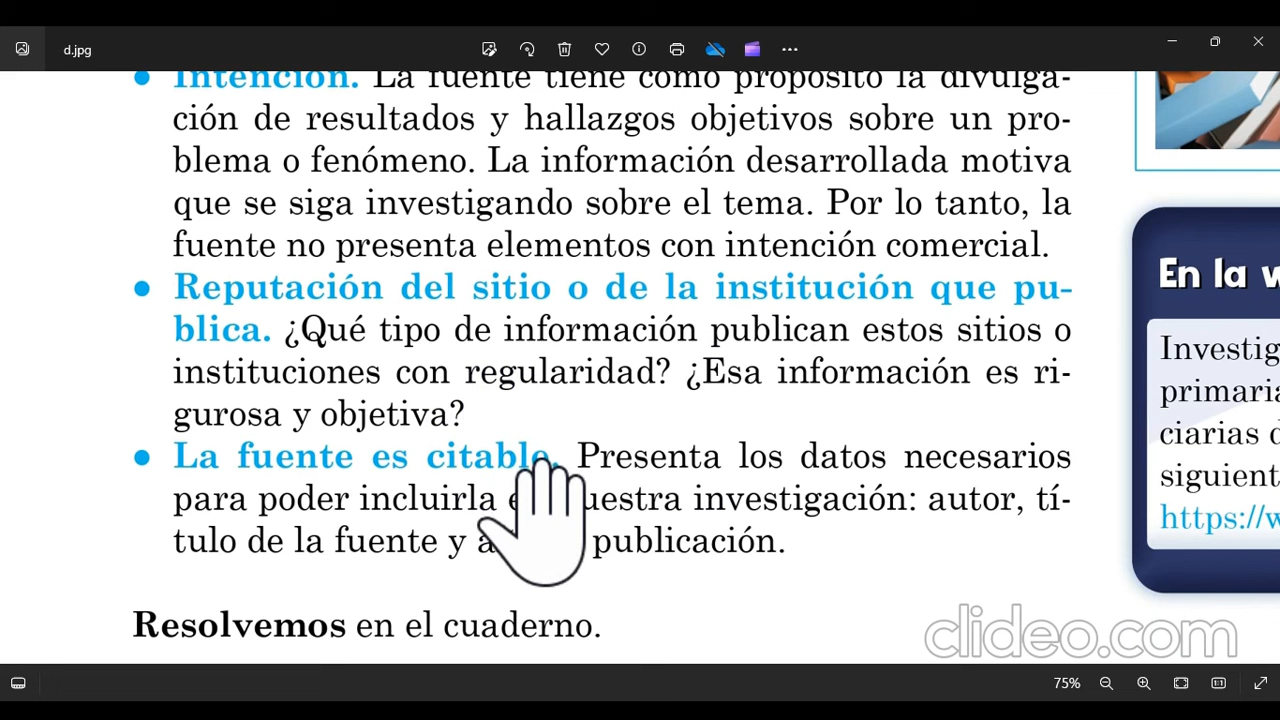 d.jpg
Intención. La fuente tiene como propósito la divulga-
ción de resultados y hallazgos objetivos sobre un pro-
blema o fenómeno. La información desarrollada motiva
que se siga investigando sobre el tema. Por lo tanto, la
fuente no presenta elementos con intención comercial.
Reputación del sitio o de la institución que pu-
blica. ¿Qué tipo de información publican estos sitios o
instituciones con regularidad? ¿Esa información es ri-
gurosa y objetiva?
La fuente es citable. Presenta los datos necesarios
para poder incluirla uestra investigación: autor, tí-
tulo de la fuente y publicación.
Resolvemos en el cuaderno.
En la w
Investig
primaria
ciarias d
siguient
https://w
clideo.com
75%
1:1